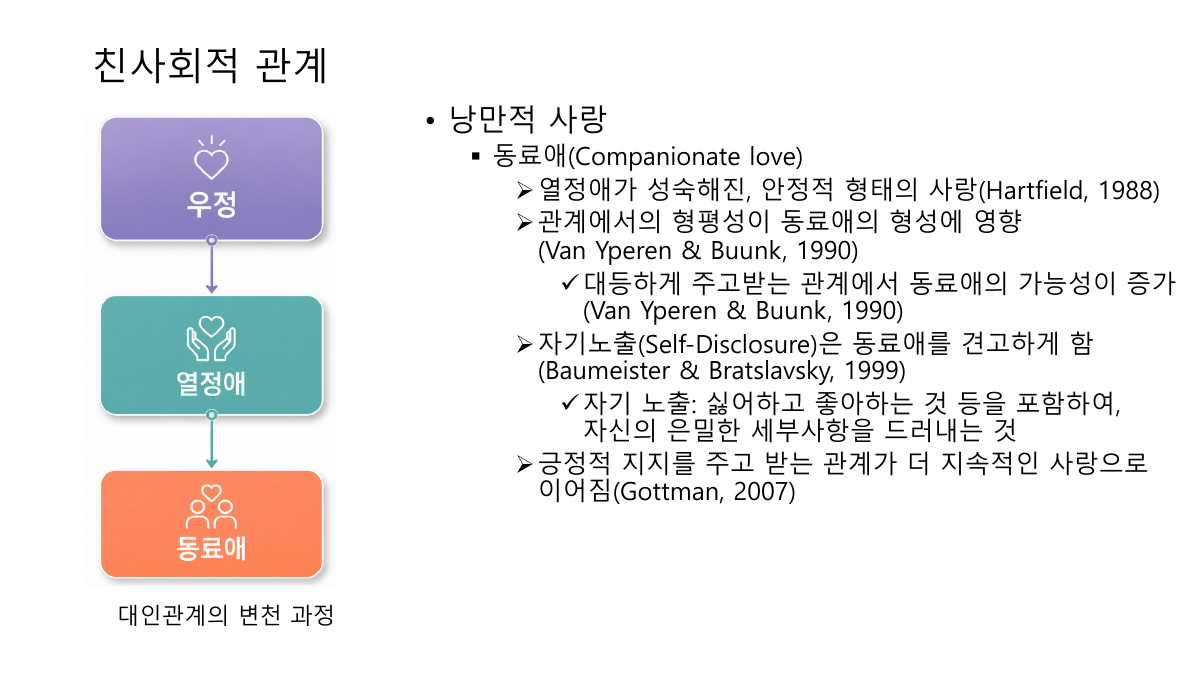 친사회적 관계
우정
열정애
동료애
대인관계의 변천 과정
• 낭만적 사랑
▪ 동료애(Companionate love)
➢ 열정애가 성숙해진, 안정적 형태의 사랑(Hartfield, 1988)
➢ 관계에서의 형평성이 동료애의 형성에 영향
(Van Yperen & Buunk, 1990)
✓ 대등하게 주고받는 관계에서 동료애의 가능성이 증가
(Van Yperen & Buunk, 1990)
➢ 자기노출(Self-Disclosure)은 동료애를 견고하게 함
(Baumeister & Bratslavsky, 1999)
✓ 자기 노출: 싫어하고 좋아하는 것 등을 포함하여,
자신의 은밀한 세부사항을 드러내는 것
➢ 긍정적 지지를 주고 받는 관계가 더 지속적인 사랑으로
이어짐(Gottman, 2007)